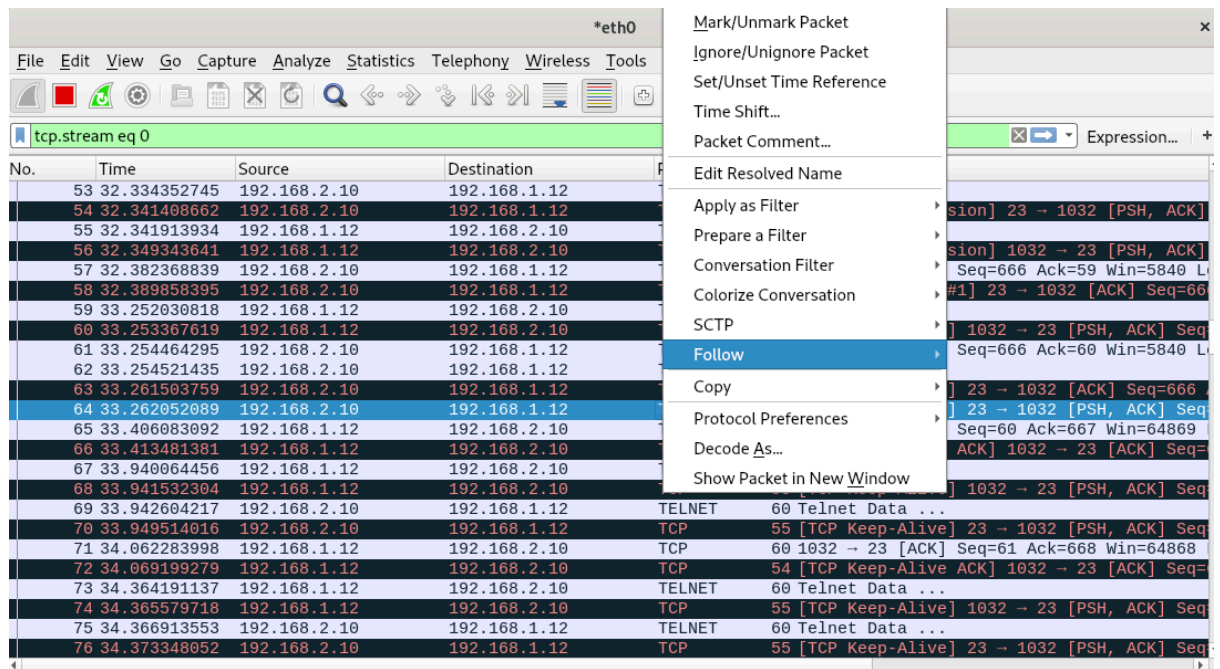 *eth0 ×
File Edit View Go Capture Analyze Statistics Telephony Wireless Tools
tcp.stream eq 0 Expression... +
No. Time Source Destination
53 32.334352745 192.168.2.10 192.168.1.12
54 32.341408662 192.168.2.10 192.168.1.12 sion] 23 → 1032 [PSH, ACK]
55 32.341913934 192.168.1.12 192.168.2.10
56 32.349343641 192.168.1.12 192.168.2.10 sion] 1032 → 23 [PSH, ACK]
57 32.382368839 192.168.2.10 192.168.1.12 Seq=666 Ack=59 Win=5840
58 32.389858395 192.168.2.10 192.168.1.12 #1] 23 → 1032 [ACK] Seq=66
59 33.252030818 192.168.1.12 192.168.2.10
60 33.253367619 192.168.1.12 192.168.2.10 ] 1032 → 23 [PSH, ACK] Seq
61 33.254464295 192.168.2.10 192.168.1.12 Seq=666 Ack=60 Win=5840
62 33.254521435 192.168.2.10 192.168.1.12
63 33.261503759 192.168.2.10 192.168.1.12 ] 23 → 1032 [ACK] Seq=666
64 33.262052089 192.168.2.10 192.168.1.12 ] 23 → 1032 [PSH, ACK] Seq
65 33.406083092 192.168.1.12 192.168.2.10 Seq=60 Ack=667 Win=64869
66 33.413481381 192.168.1.12 192.168.2.10 ACK] 1032 → 23 [ACK] Seq=
67 33.940064456 192.168.1.12 192.168.2.10
68 33.941532304 192.168.1.12 192.168.2.10 ] 1032 → 23 [PSH, ACK] Seq
69 33.942604217 192.168.2.10 192.168.1.12 TELNET 60 Telnet Data ...
70 33.949514016 192.168.2.10 192.168.1.12 TCP 55 [TCP Keep-Alive] 23 → 1032 [PSH, ACK] Seq
71 34.062283998 192.168.1.12 192.168.2.10 TCP 60 1032 → 23 [ACK] Seq=61 Ack=668 Win=64868
72 34.069199279 192.168.1.12 192.168.2.10 TCP 54 [TCP Keep-Alive ACK] 1032 → 23 [ACK] Seq=
73 34.364191137 192.168.1.12 192.168.2.10 TELNET 60 Telnet Data ...
74 34.365579718 192.168.1.12 192.168.2.10 TCP 55 [TCP Keep-Alive] 1032 → 23 [PSH, ACK] Seq
75 34.366913553 192.168.2.10 192.168.1.12 TELNET 60 Telnet Data ...
76 34.373348052 192.168.2.10 192.168.1.12 TCP 55 [TCP Keep-Alive] 23 → 1032 [PSH, ACK] Seq
Mark/Unmark Packet
Ignore/Unignore Packet
Set/Unset Time Reference
Time Shift...
Packet Comment...
Edit Resolved Name
Apply as Filter
Prepare a Filter
Conversation Filter
Colorize Conversation
SCTP
Follow
Copy
Protocol Preferences
Decode As...
Show Packet in New Window